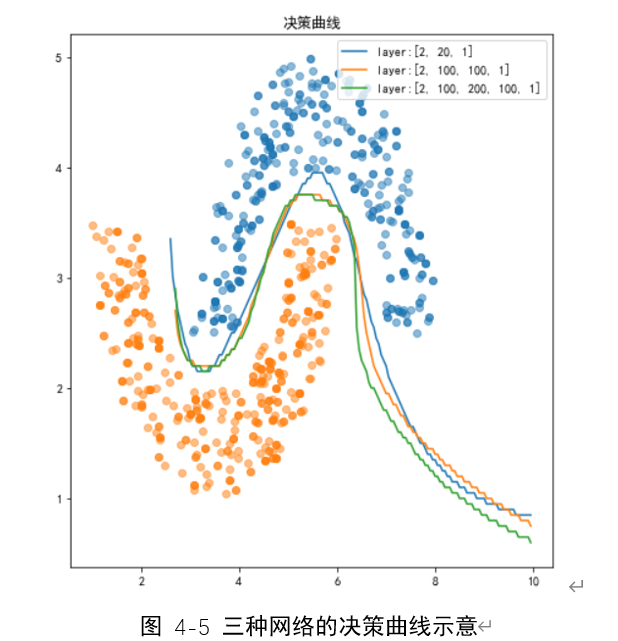 决策曲线
layer:[2, 20, 1]
layer:[2, 100, 100, 1]
layer:[2, 100, 200, 100, 1]
5
4
3
2
1
2 4 6 8 10
图 4-5 三种网络的决策曲线示意